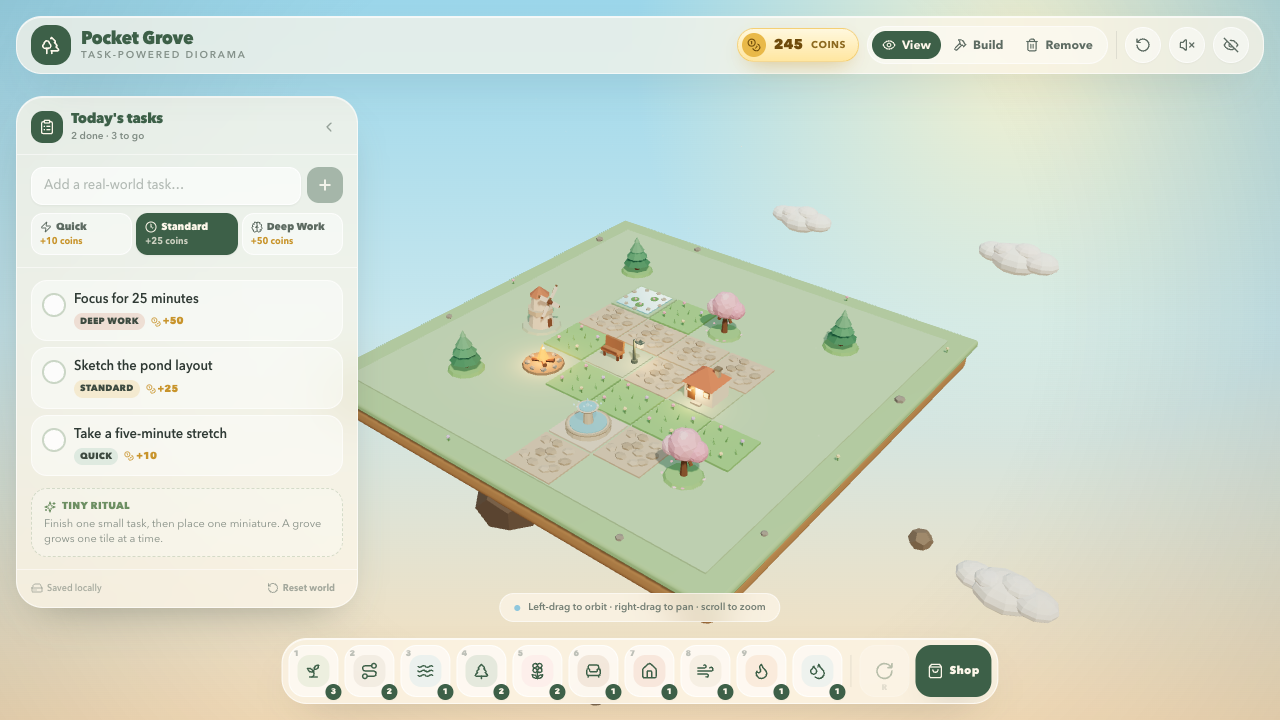 Pocket Grove
TASK-POWERED DIORAMA
245 COINS
View
Build
Remove
Today's tasks
2 done · 3 to go
Add a real-world task...
Quick
+10 coins
Standard
+25 coins
Deep Work
+50 coins
Focus for 25 minutes
DEEP WORK +50
Sketch the pond layout
STANDARD +25
Take a five-minute stretch
QUICK +10
TINY RITUAL
Finish one small task, then place one miniature. A grove
grows one tile at a time.
Saved locally
Reset world
Left-drag to orbit · right-drag to pan · scroll to zoom
1 2 3 4 5 6 7 8 9
3 2 1 2 2 1 1 1 1 1
R
Shop